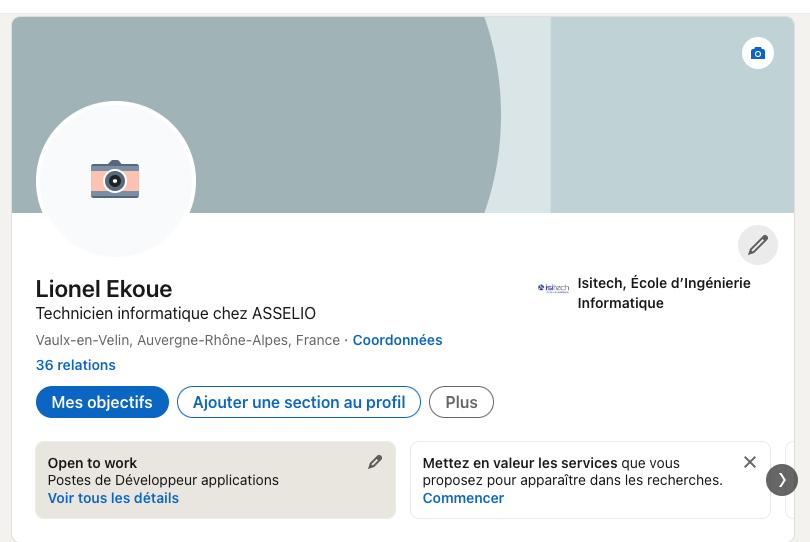 Lionel Ekoue
Technicien informatique chez ASSELIO
Vaulx-en-Velin, Auvergne-Rhône-Alpes, France · Coordonnées
36 relations
isitech
Isitech, École d’Ingénierie
Informatique
Mes objectifs
Ajouter une section au profil
Plus
Open to work
Postes de Développeur applications
Voir tous les détails
Mettez en valeur les services que vous
proposez pour apparaître dans les recherches.
Commencer